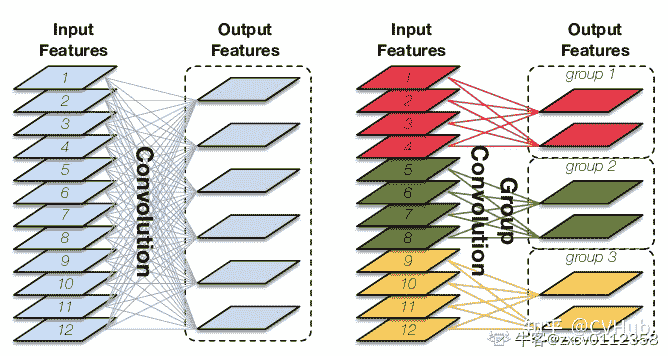 Input
Features
Output
Features
1
2
3
4
5
6
7
8
9
10
11
12
Convolution
Input
Features
Output
Features
1
2
3
4
5
6
7
8
9
10
11
12
Group
Convolution
group 1
group 2
group 3
知乎 @CVHub
牛客@zxcv0112358